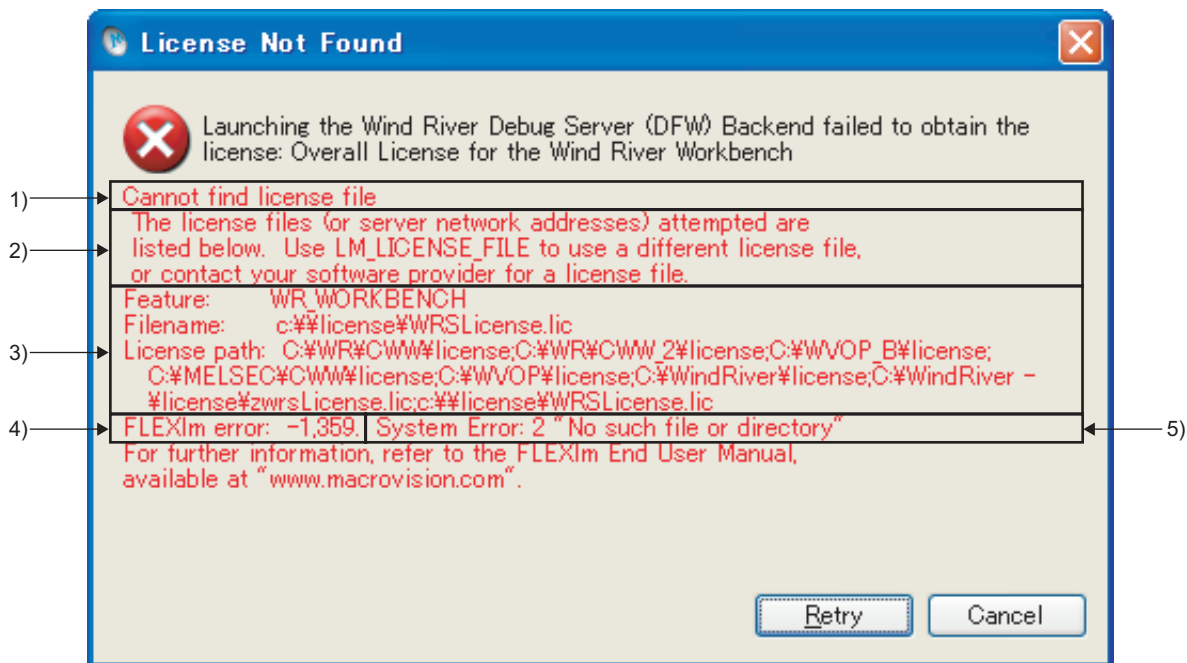 License Not Found
Launching the Wind River Debug Server (DFW) Backend failed to obtain the
license: Overall License for the Wind River Workbench
1)
Cannot find license file
The license files (or server network addresses) attempted are
2)
listed below.  Use LM_LICENSE_FILE to use a different license file,
or contact your software provider for a license file.
Feature:       WR_WORKBENCH
Filename:      c:¥¥license¥WRSLicense.lic
3)
License path:  C:¥WR¥CWW¥license;C:¥WR¥CWW_2¥license;C:¥WVOP_B¥license;
C:¥MELSEC¥CWW¥license;C:¥WVOP¥license;C:¥WindRiver¥license;C:¥WindRiver -
¥license¥zwrsLicense.lic;c:¥¥license¥WRSLicense.lic
4)
FLEXlm error:  -1,359.  System Error: 2 "No such file or directory"
5)
For further information, refer to the FLEXlm End User Manual,
available at "www.macrovision.com".
Retry
Cancel